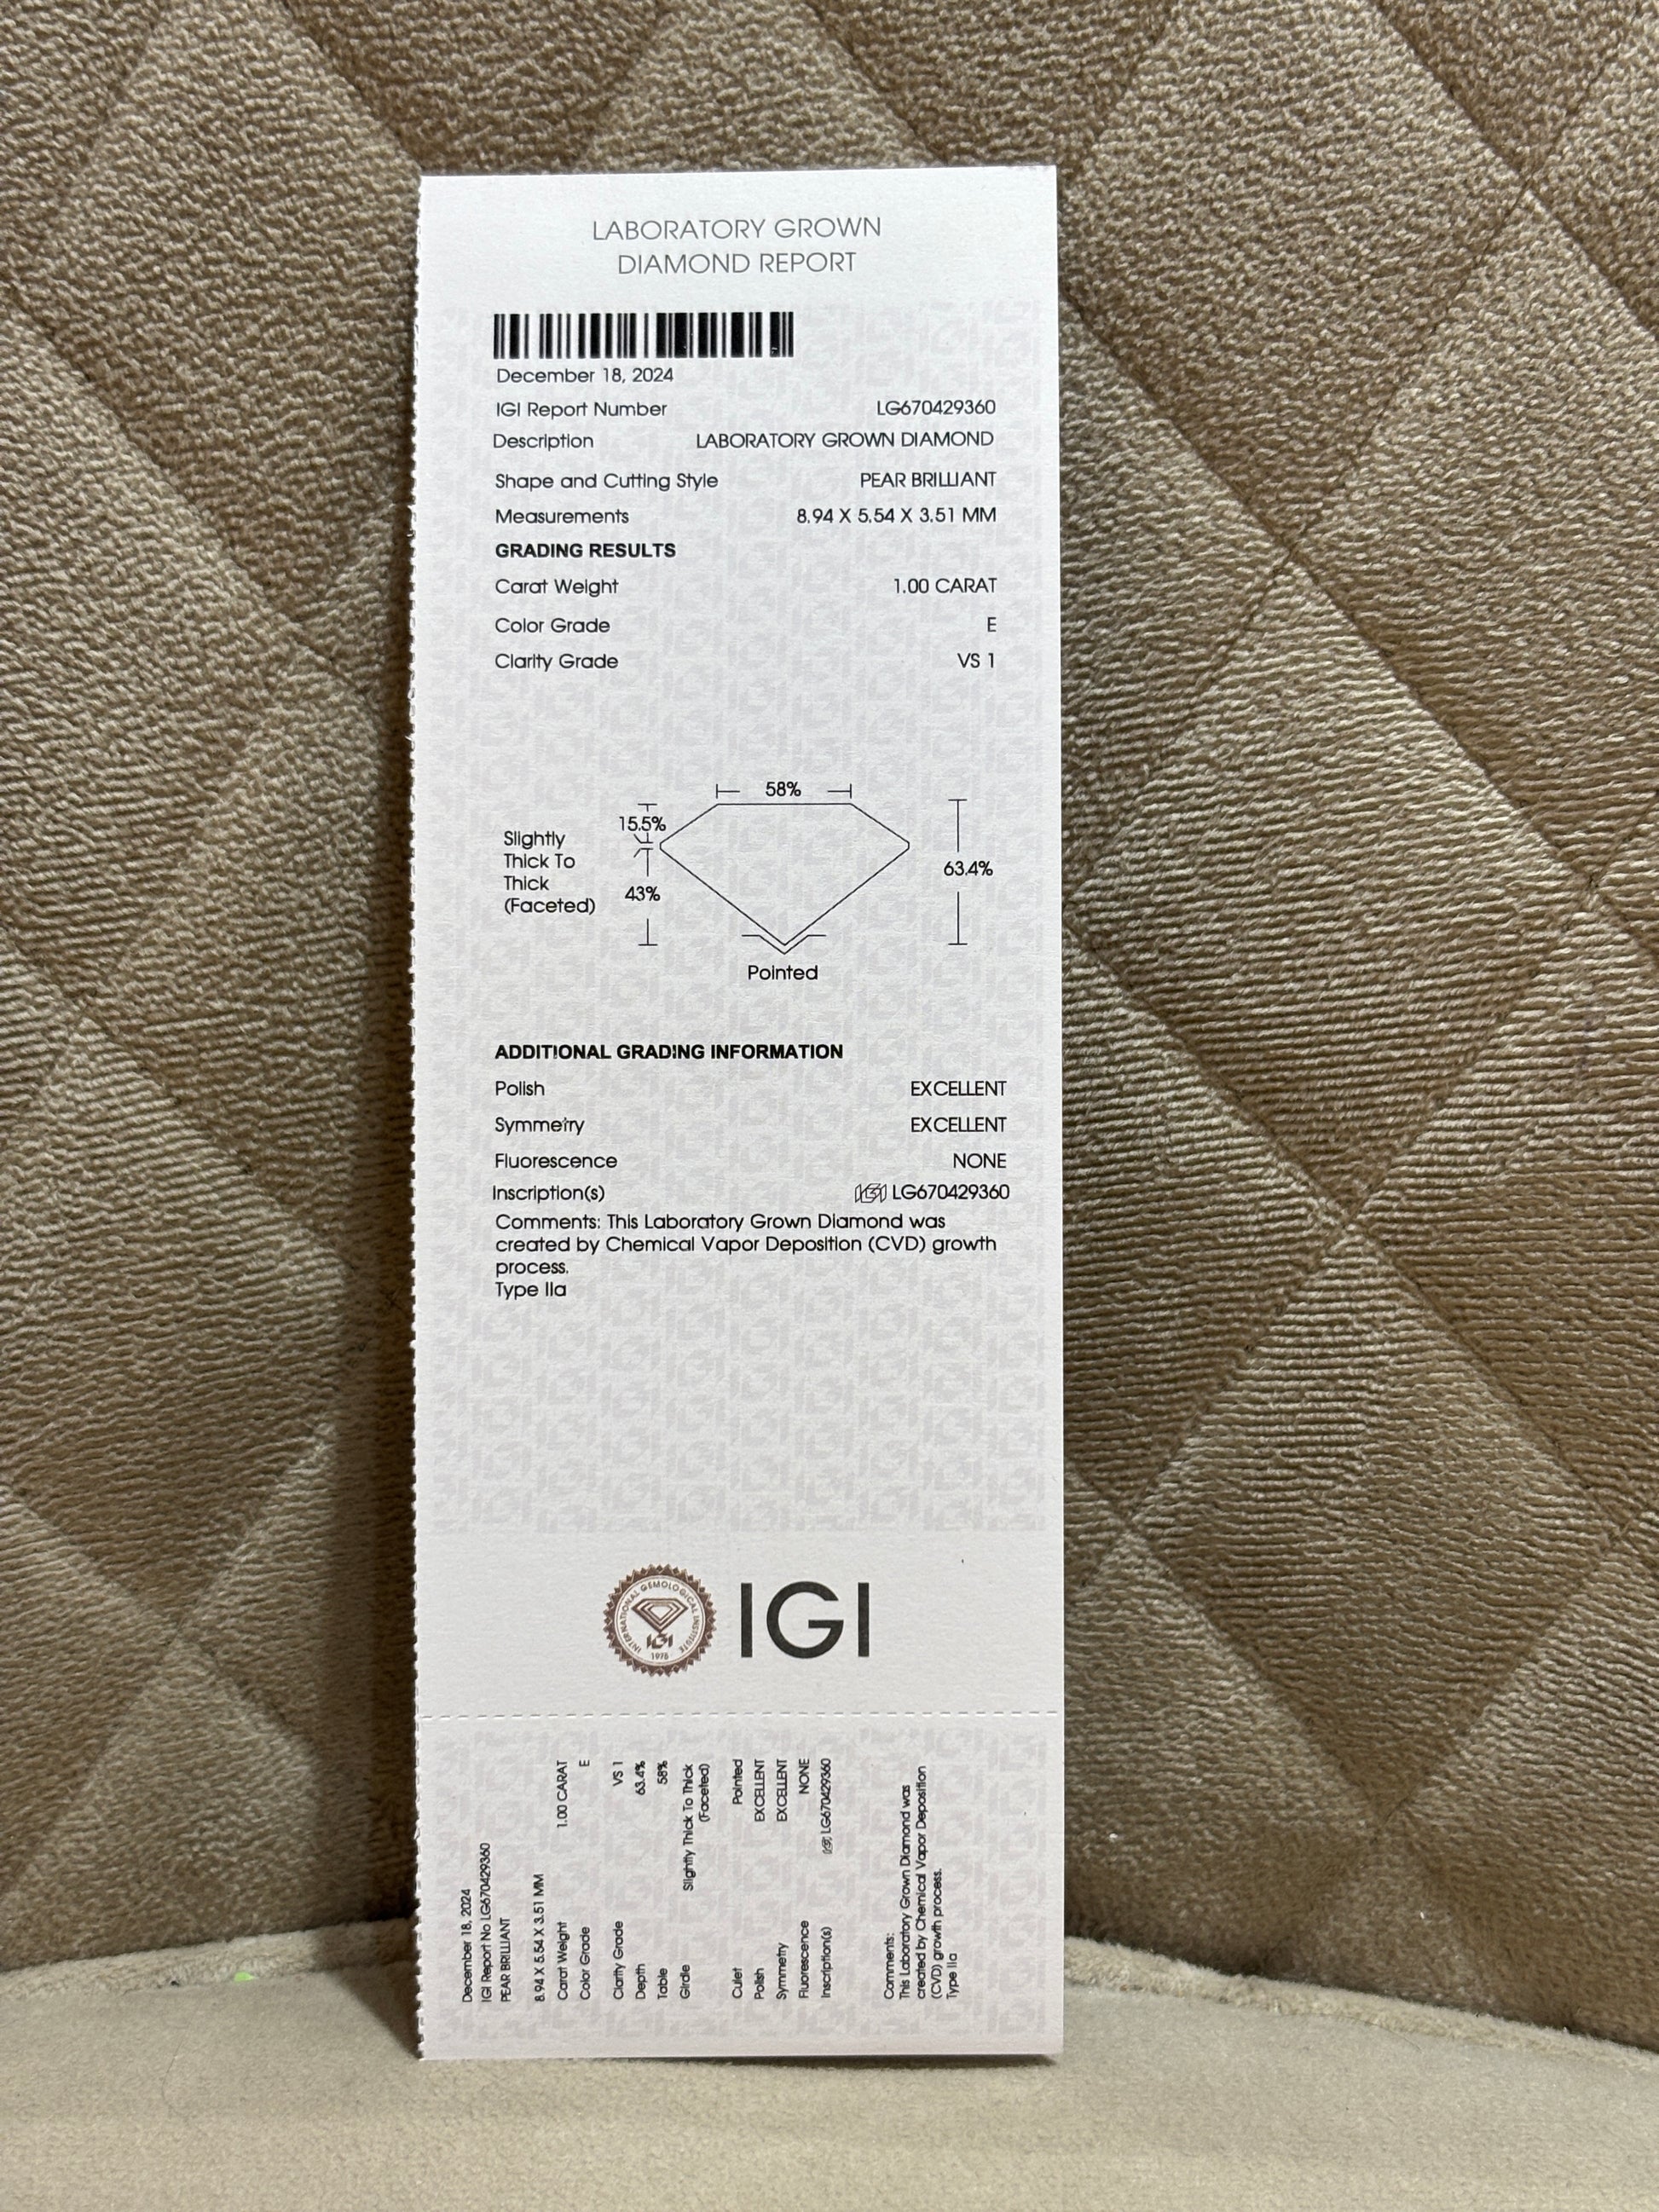 LABORATORY GROWN
DIAMOND REPORT
December 18, 2024
IGI Report Number LG670429360
Description LABORATORY GROWN DIAMOND
Shape and Cutting Style PEAR BRILLIANT
Measurements 8.94 X 5.54 X 3.51 MM
GRADING RESULTS
Carat Weight 1.00 CARAT
Color Grade E
Clarity Grade VS 1
58%
15.5%
Slightly
Thick To
Thick
(Faceted)
43%
63.4%
Pointed
ADDITIONAL GRADING INFORMATION
Polish EXCELLENT
Symmetry EXCELLENT
Fluorescence NONE
Inscription(s) IGI LG670429360
Comments: This Laboratory Grown Diamond was
created by Chemical Vapor Deposition (CVD) growth
process.
Type IIa
INTERNATIONAL GEMOLOGICAL INSTITUTE
IGI
1975
IGI
December 18, 2024
IGI Report No LG670429360
PEAR BRILLIANT
8.94 X 5.54 X 3.51 MM
Carat Weight 1.00 CARAT
Color Grade E
Clarity Grade VS 1
Depth 63.4%
Table 58%
Girdle Slightly Thick To Thick
(Faceted)
Culet Pointed
Polish EXCELLENT
Symmetry EXCELLENT
Fluorescence NONE
Inscription(s) IGI LG670429360
Comments:
This Laboratory Grown Diamond was
created by Chemical Vapor Deposition
(CVD) growth process.
Type IIa